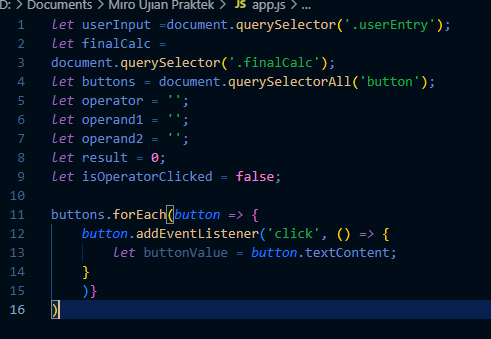 D: > Documents > Miro Ujian Praktek > JS app.js > ...
1 let userInput =document.querySelector('.userEntry');
2 let finalCalc =
3 document.querySelector('.finalCalc');
4 let buttons = document.querySelectorAll('button');
5 let operator = '';
6 let operand1 = '';
7 let operand2 = '';
8 let result = 0;
9 let isOperatorClicked = false;
10
11 buttons.forEach(button => {
12     button.addEventListener('click', () => {
13         let buttonValue = button.textContent;
14     }
15     )}
16 )